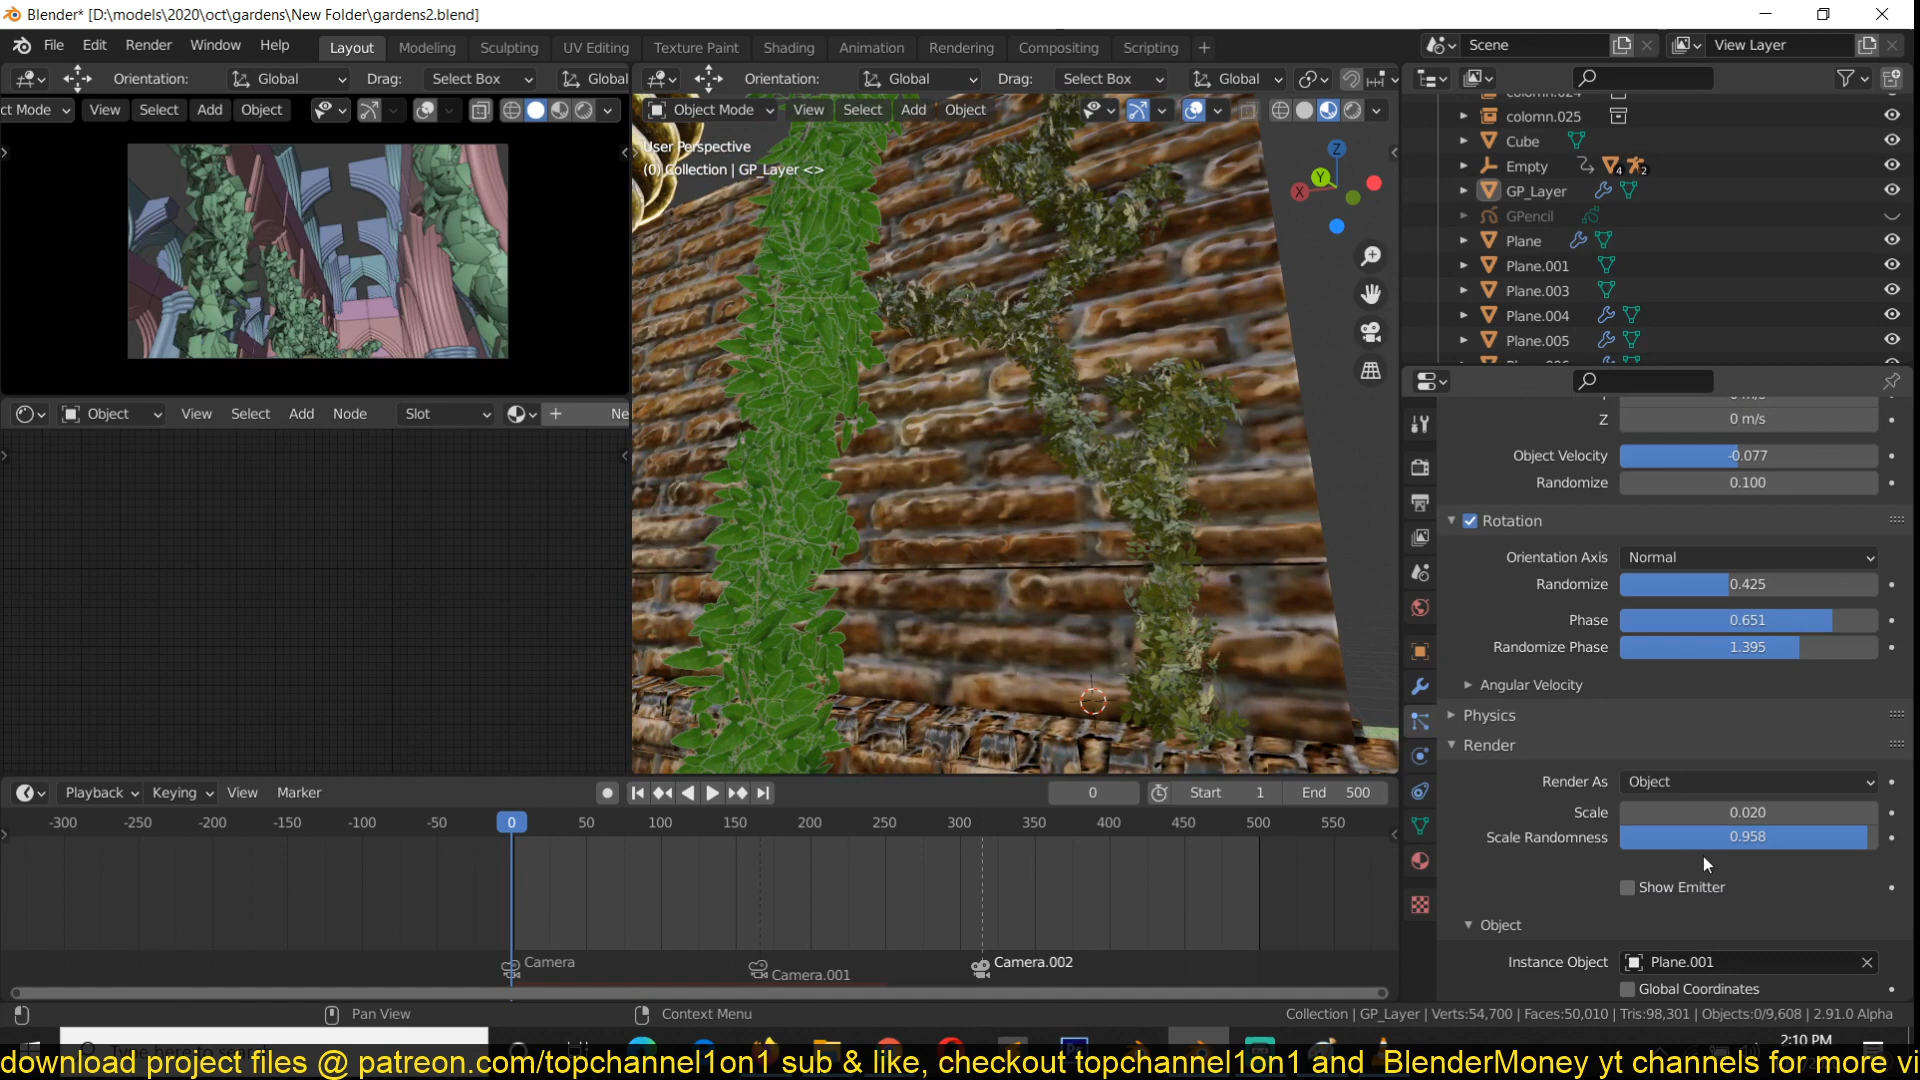 Blender* [D:\models\2020\oct\gardens\New Folder\gardens2.blend]
File Edit Render Window Help Layout Modeling Sculpting UV Editing Texture Paint Shading Animation Rendering Compositing Scripting Scene View Layer
Orientation: Global Drag: Select Box Global Orientation: Global Drag: Select Box Global
ct Mode View Select Add Object Object Mode View Select Add Object
User Perspective
(0) Collection | GP_Layer <>
Z
Y
X
colomn.025
Cube
Empty 4 2
GP_Layer
GPencil
Plane
Plane.001
Plane.003
Plane.004
Plane.005
Z 0 m/s
Object Velocity -0.077
Randomize 0.100
Rotation
Orientation Axis Normal
Randomize 0.425
Phase 0.651
Randomize Phase 1.395
Angular Velocity
Physics
Render
Render As Object
Scale 0.020
Scale Randomness 0.958
Show Emitter
Object
Instance Object Plane.001
Global Coordinates
Object View Select Add Node Slot Ne
Playback Keying View Marker 0 Start 1 End 500
-300 -250 -200 -150 -100 -50 0 50 100 150 200 250 300 350 400 450 500 550
Camera Camera.001 Camera.002
Pan View Context Menu Collection | GP_Layer | Verts:54,700 | Faces:50,010 | Tris:98,301 | Objects:0/9,608 | 2.91.0 Alpha
2:10 PM
download project files @ patreon.com/topchannel1on1 sub & like, checkout topchannel1on1 and BlenderMoney yt channels for more vi